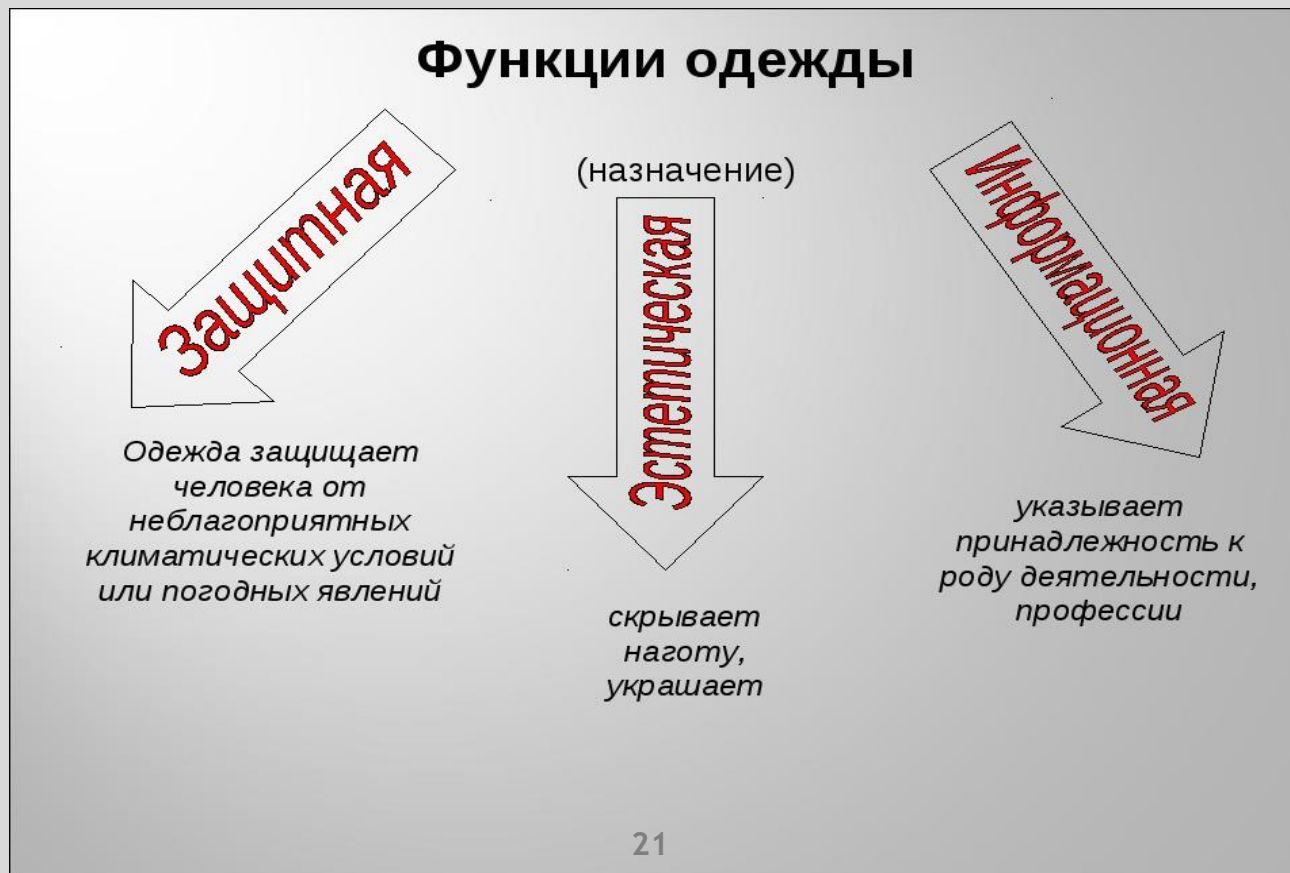 Функции одежды
(назначение)
Защитная
Эстетическая
Информационная
Одежда защищает
человека от
неблагоприятных
климатических условий
или погодных явлений
скрывает
наготу,
украшает
указывает
принадлежность к
роду деятельности,
профессии
21